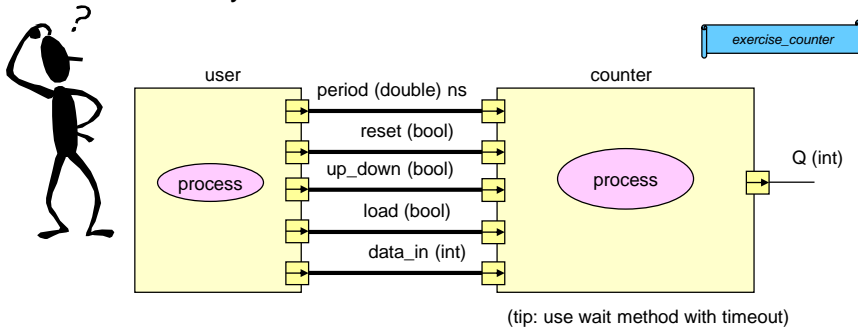 ?
exercise_counter
user
counter
period (double) ns
reset (bool)
up_down (bool)
load (bool)
data_in (int)
process
process
Q (int)
(tip: use wait method with timeout)